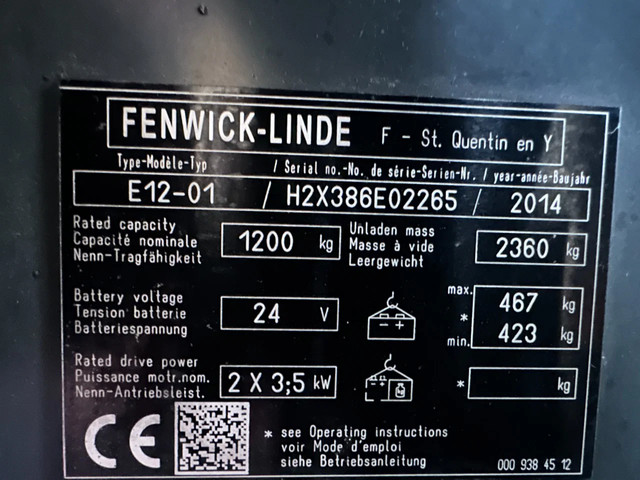 FENWICK-LINDE F - St. Quentin en Y
Type-Modèle-Typ / Serial no.-No. de série-Serien-Nr. / year-année-Baujahr
E12-01 / H2X386E02265 / 2014
Rated capacity
Capacité nominale
Nenn-Tragfähigkeit
1200 kg
Unladen mass
Masse à vide
Leergewicht
2360 kg
Battery voltage
Tension batterie
Batteriespannung
24 V
- +
max.
*
min.
467 kg
423 kg
Rated drive power
Puissance motr.nom.
Nenn-Antriebsleist.
2 X 3;5 kW
kg
* kg
CE
* see Operating instructions
voir Mode d'emploi
siehe Betriebsanleitung
000 938 45 12